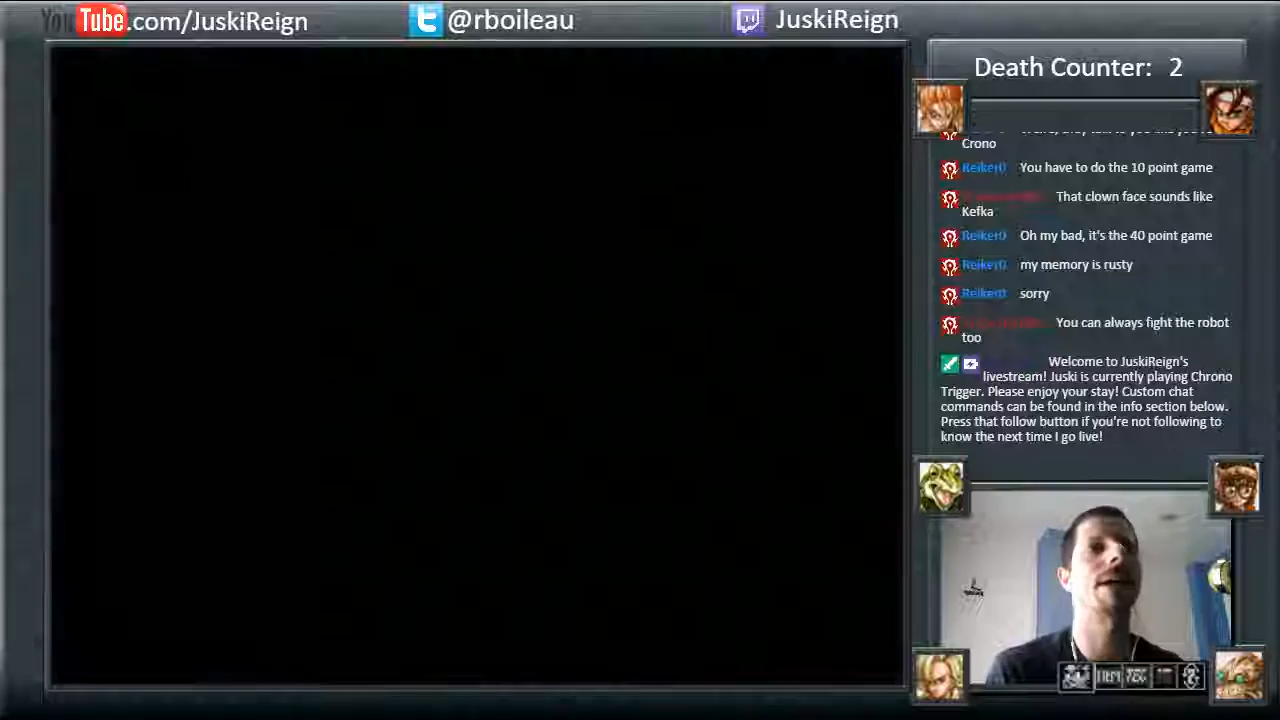 YouTube.com/JuskiReign
@rboileau
JuskiReign
Death Counter: 2
Crono
Reiker0 You have to do the 10 point game
That clown face sounds like
Kefka
Reiker0 Oh my bad, it's the 40 point game
Reiker0 my memory is rusty
Reiker0 sorry
You can always fight the robot
too
Welcome to JuskiReign's
livestream! Juski is currently playing Chrono
Trigger. Please enjoy your stay! Custom chat
commands can be found in the info section below.
Press that follow button if you're not following to
know the next time I go live!